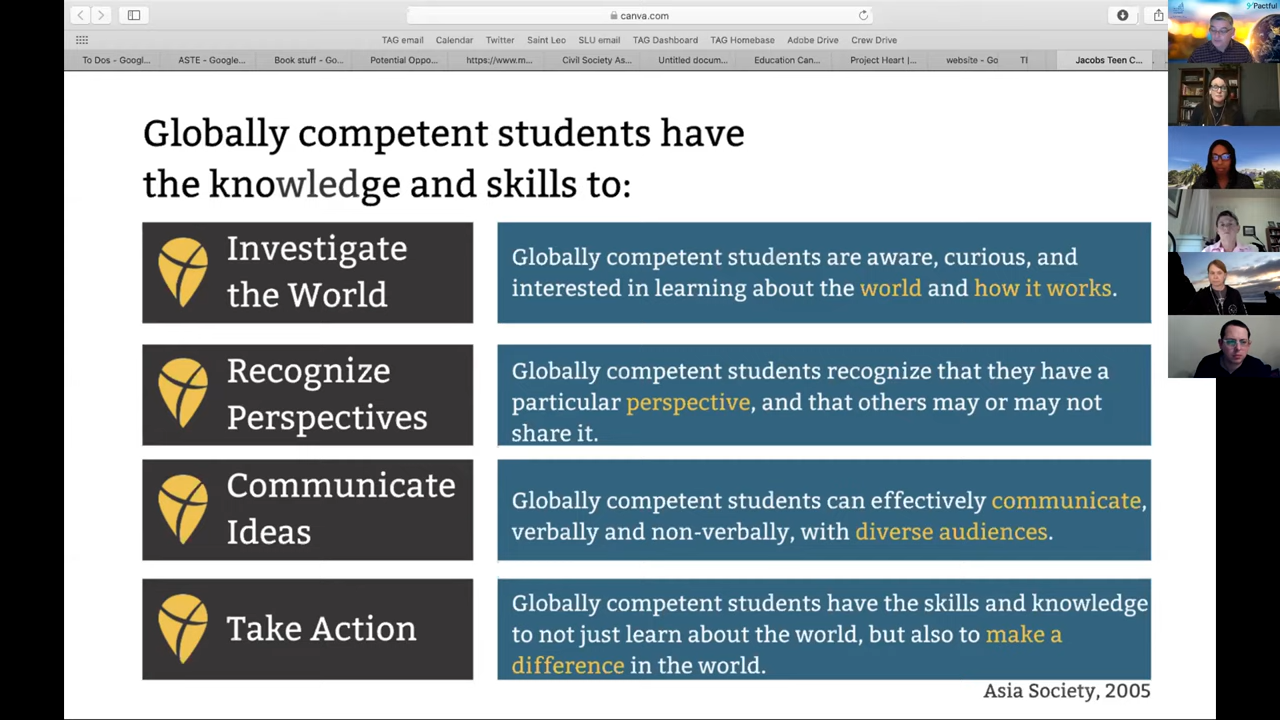 canva.com
TAG email Calendar Twitter Saint Leo SLU email TAG Dashboard TAG Homebase Adobe Drive Crew Drive
To Dos - Googl... ASTE - Google... Book stuff - Go... Potential Oppo... https://www.m... Civil Society As... Untitled docum... Education Can... Project Heart |... website - Go TI Jacobs Teen C...
Pactful
Globally competent students have
the knowledge and skills to:
Investigate
the World
Globally competent students are aware, curious, and
interested in learning about the world and how it works.
Recognize
Perspectives
Globally competent students recognize that they have a
particular perspective, and that others may or may not
share it.
Communicate
Ideas
Globally competent students can effectively communicate,
verbally and non-verbally, with diverse audiences.
Take Action
Globally competent students have the skills and knowledge
to not just learn about the world, but also to make a
difference in the world.
Asia Society, 2005